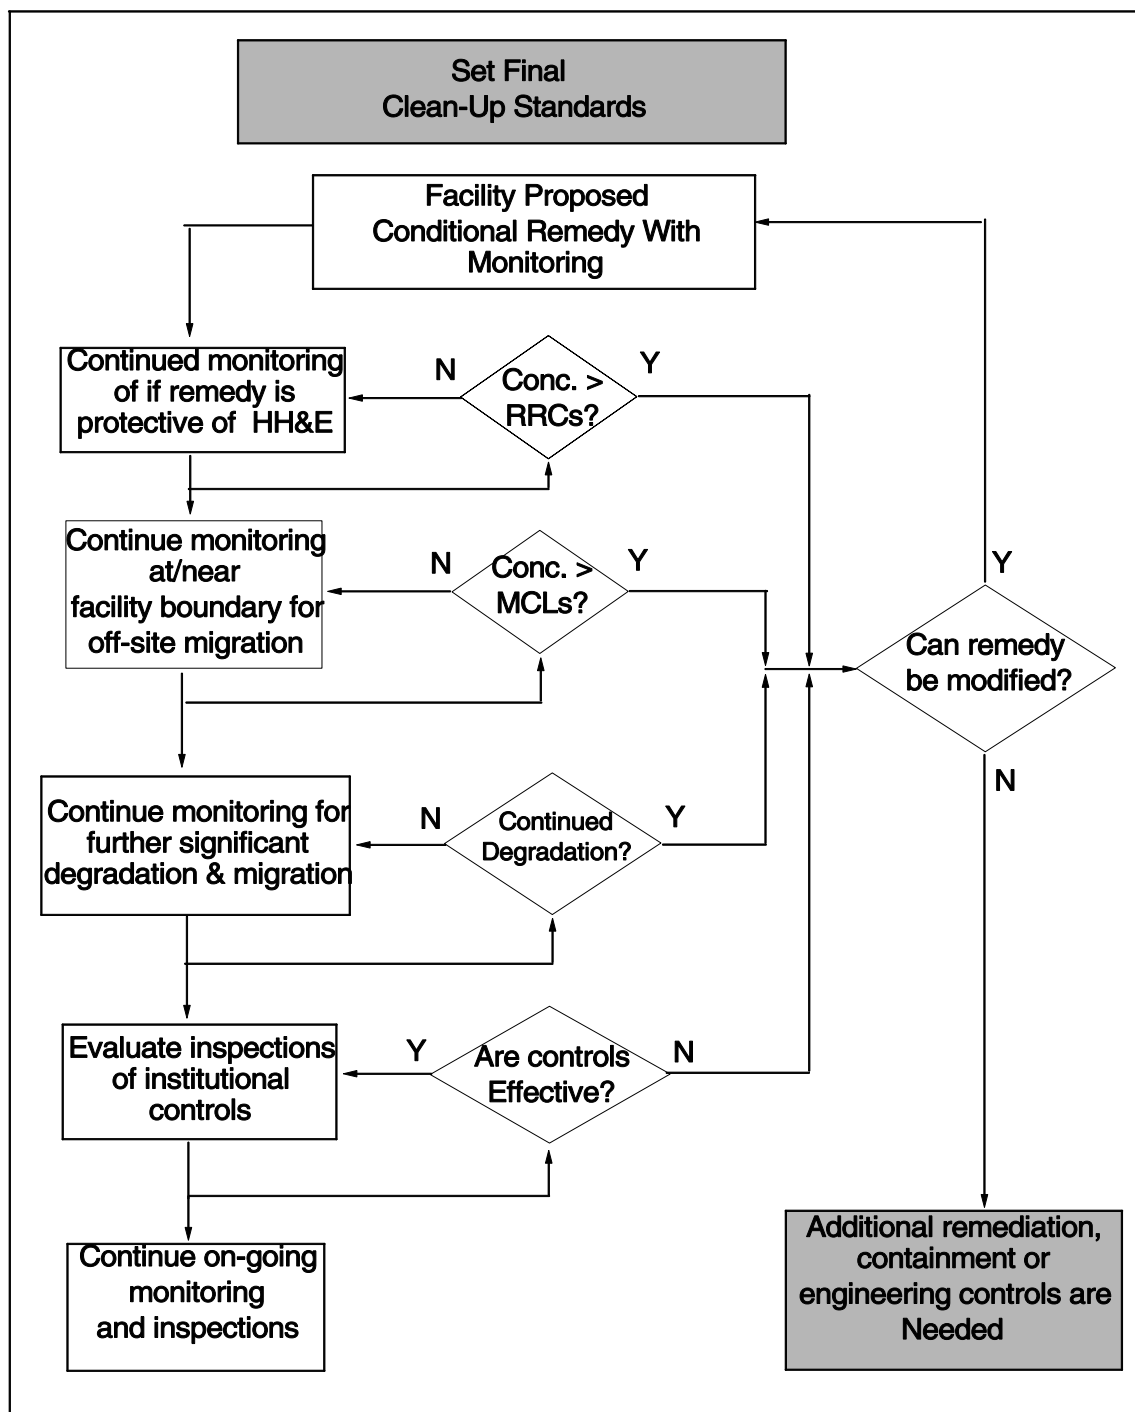 Set Final
Clean-Up Standards
Facility Proposed
Conditional Remedy With
Monitoring
Continued monitoring
of if remedy is
protective of HH&E
N
Conc. >
RRCs?
Y
Continue monitoring
at/near
facility boundary for
off-site migration
N
Conc. >
MCLs?
Y
Y
Can remedy
be modified?
N
Continue monitoring for
further significant
degradation & migration
N
Continued
Degradation?
Y
Evaluate inspections
of institutional
controls
Y
Are controls
Effective?
N
Continue on-going
monitoring
and inspections
Additional remediation,
containment or
engineering controls are
Needed